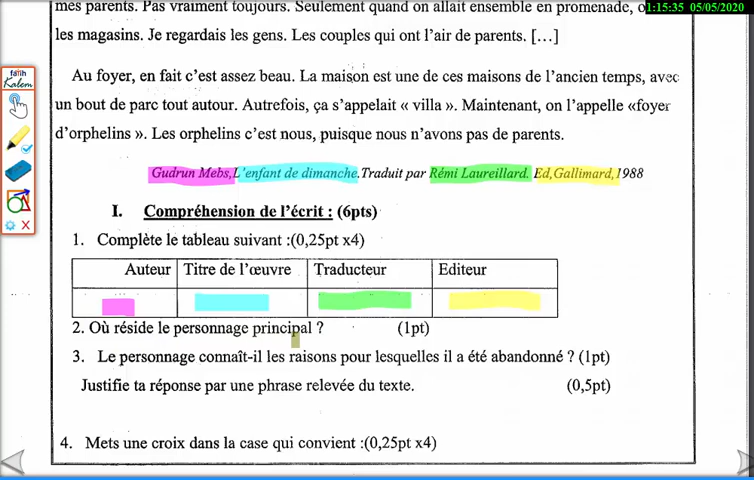 mes parents. Pas vraiment toujours. Seulement quand on allait ensemble en promenade,
1:15:35 05/05/2020
les magasins. Je regardais les gens. Les couples qui ont l'air de parents. […]
Au foyer, en fait c'est assez beau. La maison est une de ces maisons de l'ancien temps, avec
un bout de parc tout autour. Autrefois, ça s'appelait « villa ». Maintenant, on l'appelle «foyer
d'orphelins ». Les orphelins c'est nous, puisque nous n'avons pas de parents.
Gudrun Mebs,L'enfant de dimanche.Traduit par Rémi Laureillard. Ed,Gallimard,1988
I. Compréhension de l'écrit : (6pts)
1. Complète le tableau suivant :(0,25pt x4)
Auteur Titre de l'œuvre Traducteur Editeur
2. Où réside le personnage principal ? (1pt)
3. Le personnage connaît-il les raisons pour lesquelles il a été abandonné ? (1pt)
Justifie ta réponse par une phrase relevée du texte. (0,5pt)
4. Mets une croix dans la case qui convient :(0,25pt x4)
fatih
Kalem